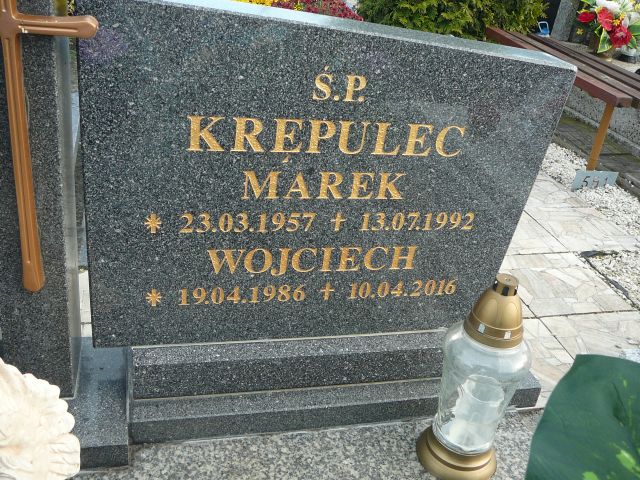 Ś.P.
KRĘPULEC
MAREK
* 23.03.1957 † 13.07.1992
WOJCIECH
* 19.04.1986 † 10.04.2016